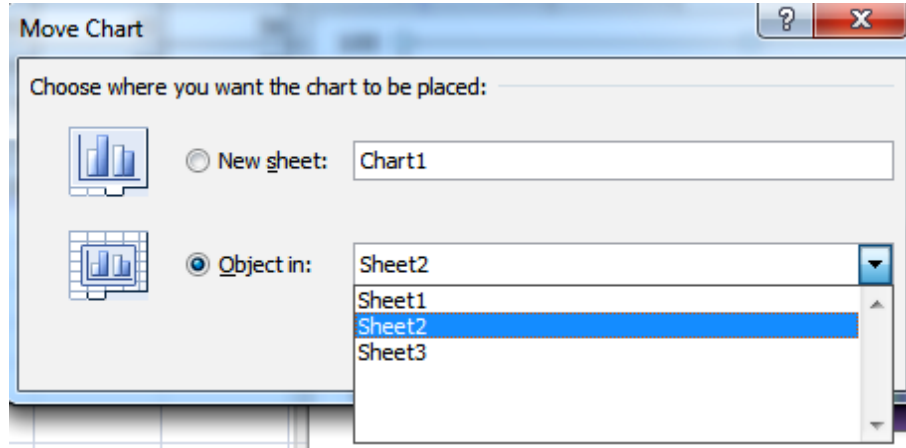 Move Chart
Choose where you want the chart to be placed:
New sheet: Chart1
Object in: Sheet2
Sheet1
Sheet2
Sheet3